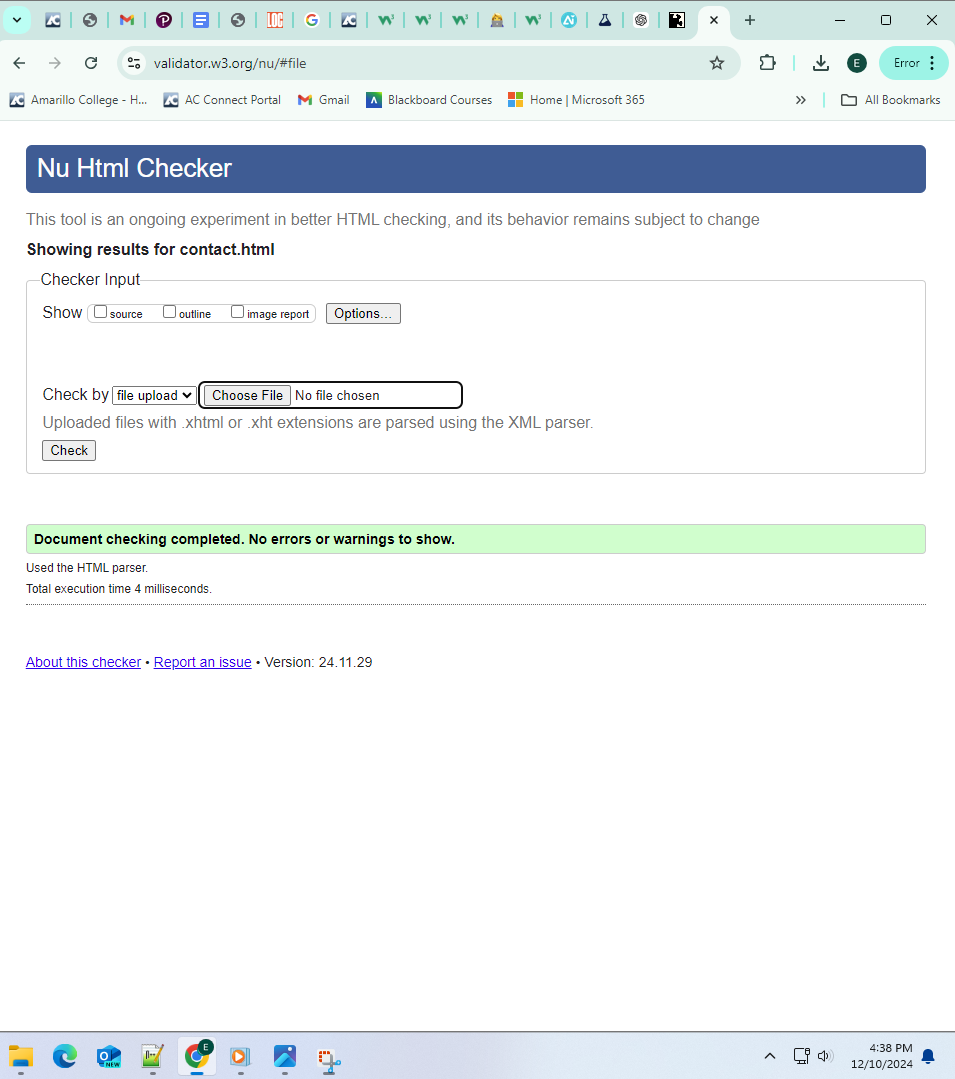 LOC
validator.w3.org/nu/#file
E
Error
Amarillo College - H...
AC Connect Portal
Gmail
Blackboard Courses
Home | Microsoft 365
All Bookmarks
Nu Html Checker
This tool is an ongoing experiment in better HTML checking, and its behavior remains subject to change
Showing results for contact.html
Checker Input
Show source outline image report Options...
Check by file upload Choose File No file chosen
Uploaded files with .xhtml or .xht extensions are parsed using the XML parser.
Check
Document checking completed. No errors or warnings to show.
Used the HTML parser.
Total execution time 4 milliseconds.
About this checker • Report an issue • Version: 24.11.29
NEW
E
4:38 PM
12/10/2024